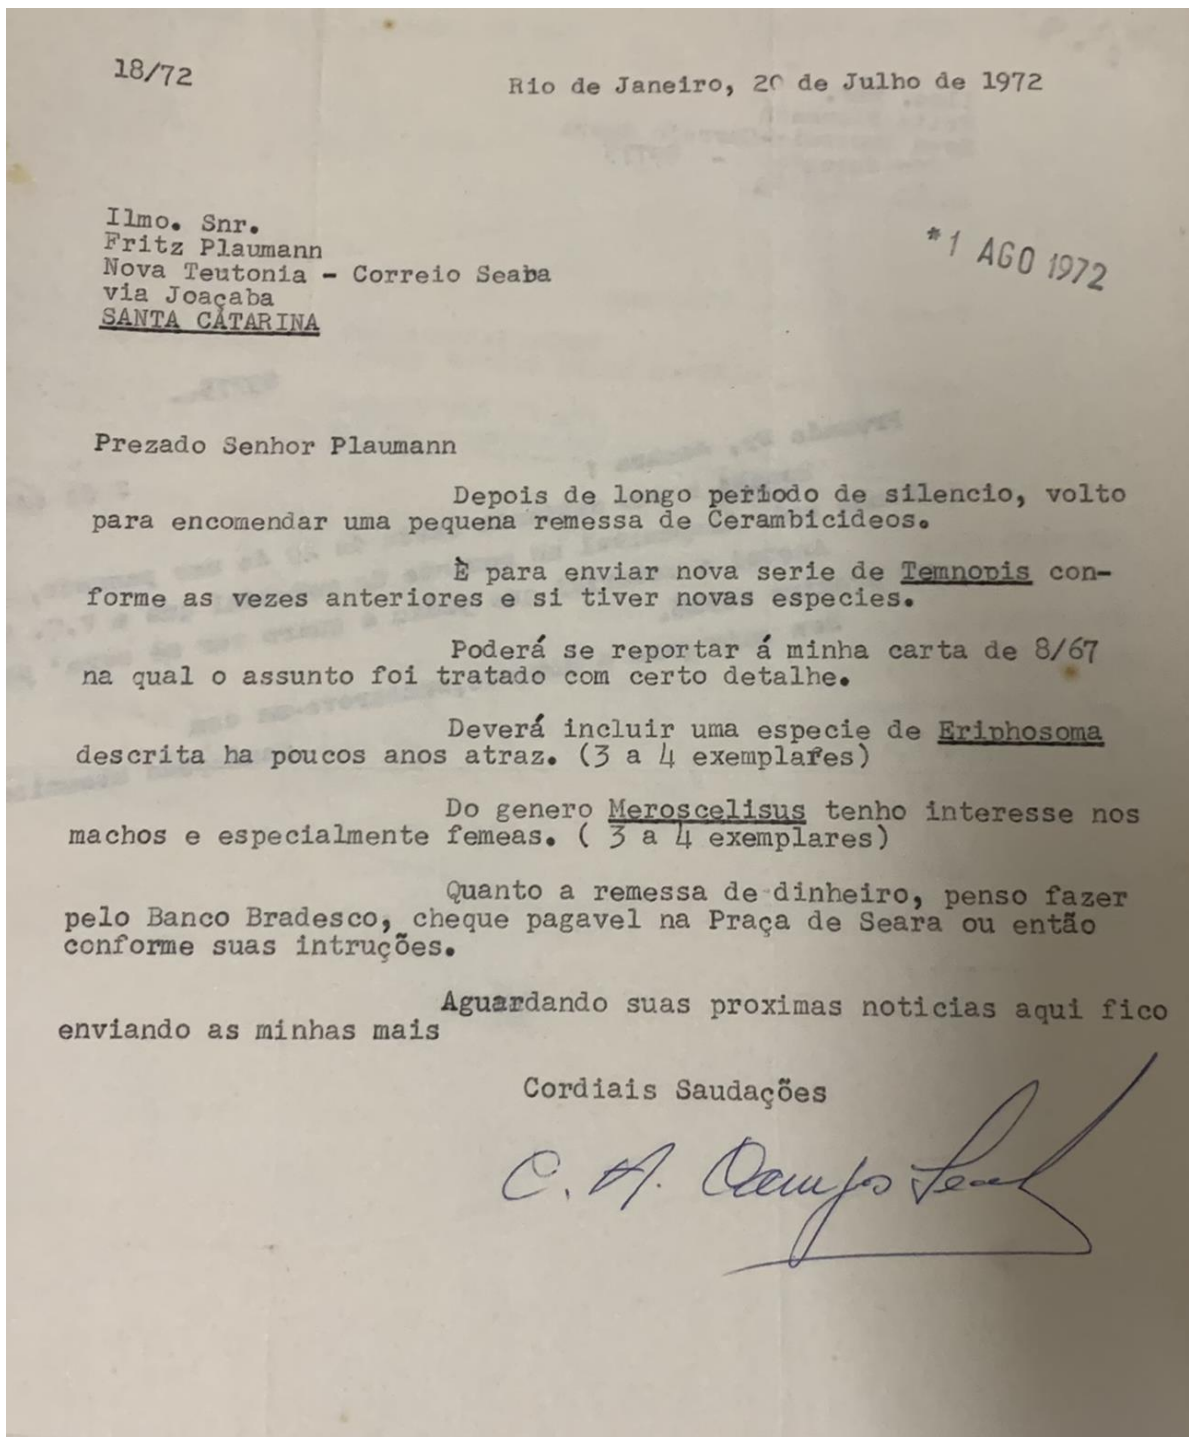 18/72
Rio de Janeiro, 20 de Julho de 1972
Ilmo. Snr.
Fritz Plaumann
Nova Teutonia - Correio Seaba
via Joaçaba
SANTA CATARINA
*1 AGO 1972
Prezado Senhor Plaumann
Depois de longo periodo de silencio, volto
para encomendar uma pequena remessa de Cerambicideos.
È para enviar nova serie de Temnopis con-
forme as vezes anteriores e si tiver novas especies.
Poderá se reportar á minha carta de 8/67
na qual o assunto foi tratado com certo detalhe.
Deverá incluir uma especie de Eriphosoma
descrita ha poucos anos atraz. (3 a 4 exemplares)
Do genero Meroscelisus tenho interesse nos
machos e especialmente femeas. ( 3 a 4 exemplares)
Quanto a remessa de dinheiro, penso fazer
pelo Banco Bradesco, cheque pagavel na Praça de Seara ou então
conforme suas intruções.
Aguardando suas proximas noticias aqui fico
enviando as minhas mais
Cordiais Saudações
C. A. Campos Seab